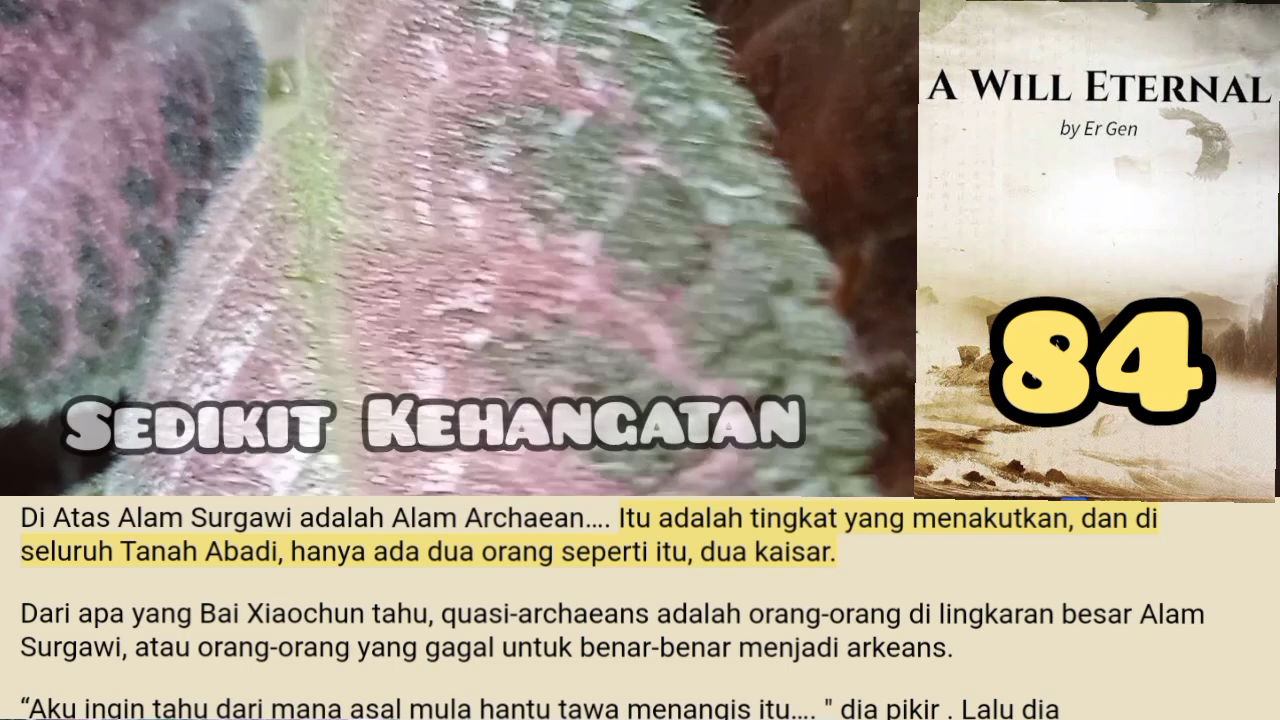 A WILL ETERNAL
by Er Gen
84
SEDIKIT KEHANGATAN
Di Atas Alam Surgawi adalah Alam Archaean.... Itu adalah tingkat yang menakutkan, dan di
seluruh Tanah Abadi, hanya ada dua orang seperti itu, dua kaisar.
Dari apa yang Bai Xiaochun tahu, quasi-archaeans adalah orang-orang di lingkaran besar Alam
Surgawi, atau orang-orang yang gagal untuk benar-benar menjadi arkeans.
“Aku ingin tahu dari mana asal mula hantu tawa menangis itu.... " dia pikir . Lalu dia